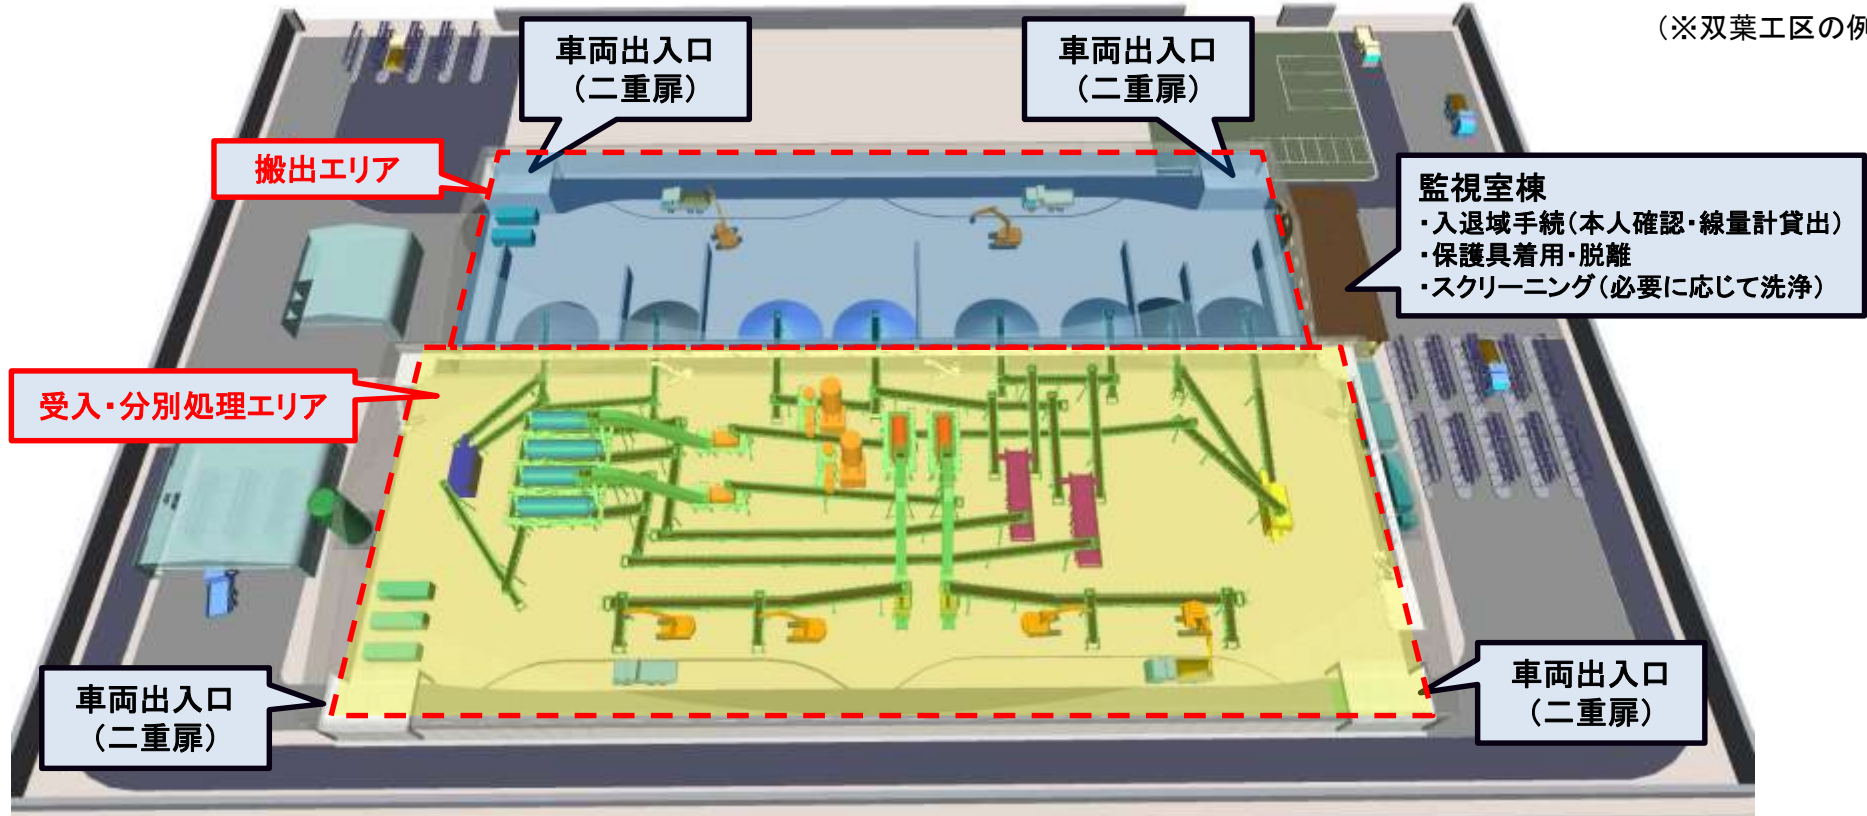 (※双葉工区の例
車両出入口
(二重扉)
車両出入口
(二重扉)
搬出エリア
監視室棟
・入退域手続(本人確認・線量計貸出)
・保護具着用・脱離
・スクリーニング(必要に応じて洗浄)
受入・分別処理エリア
車両出入口
(二重扉)
車両出入口
(二重扉)